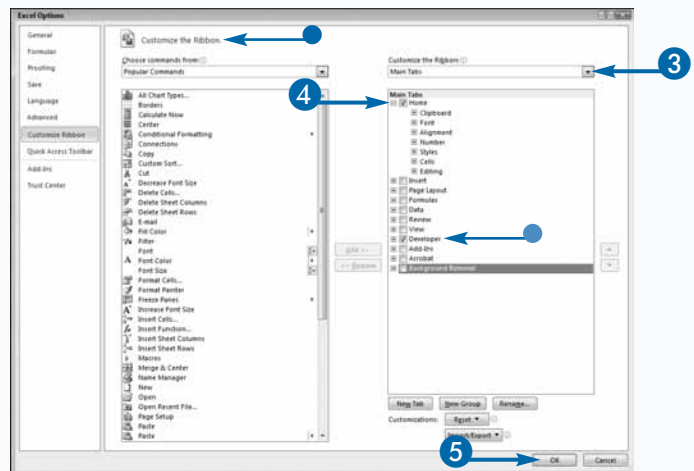 Excel Options
General
Formulas
Proofing
Save
Language
Advanced
Customize Ribbon
Quick Access Toolbar
Add-Ins
Trust Center
Customize the Ribbon.
Choose commands from:
Popular Commands
All Chart Types...
Borders
Calculate Now
Center
Conditional Formatting
Connections
Copy
Custom Sort...
Cut
Decrease Font Size
Delete Cells...
Delete Sheet Columns
Delete Sheet Rows
E-mail
Fill Color
Filter
Font
Font Color
Font Size
Format Cells...
Format Painter
Freeze Panes
Increase Font Size
Insert Cells...
Insert Function...
Insert Sheet Columns
Insert Sheet Rows
Macros
Merge & Center
Name Manager
New
Open
Open Recent File...
Page Setup
Paste
Paste
Add >>
<< Remove
Customize the Ribbon:
Main Tabs
3
4
Main Tabs
Home
Clipboard
Font
Alignment
Number
Styles
Cells
Editing
Insert
Page Layout
Formulas
Data
Review
View
Developer
Add-Ins
Acrobat
Background Removal
New Tab
New Group
Rename...
Customizations:
Reset
Import/Export
5
OK
Cancel